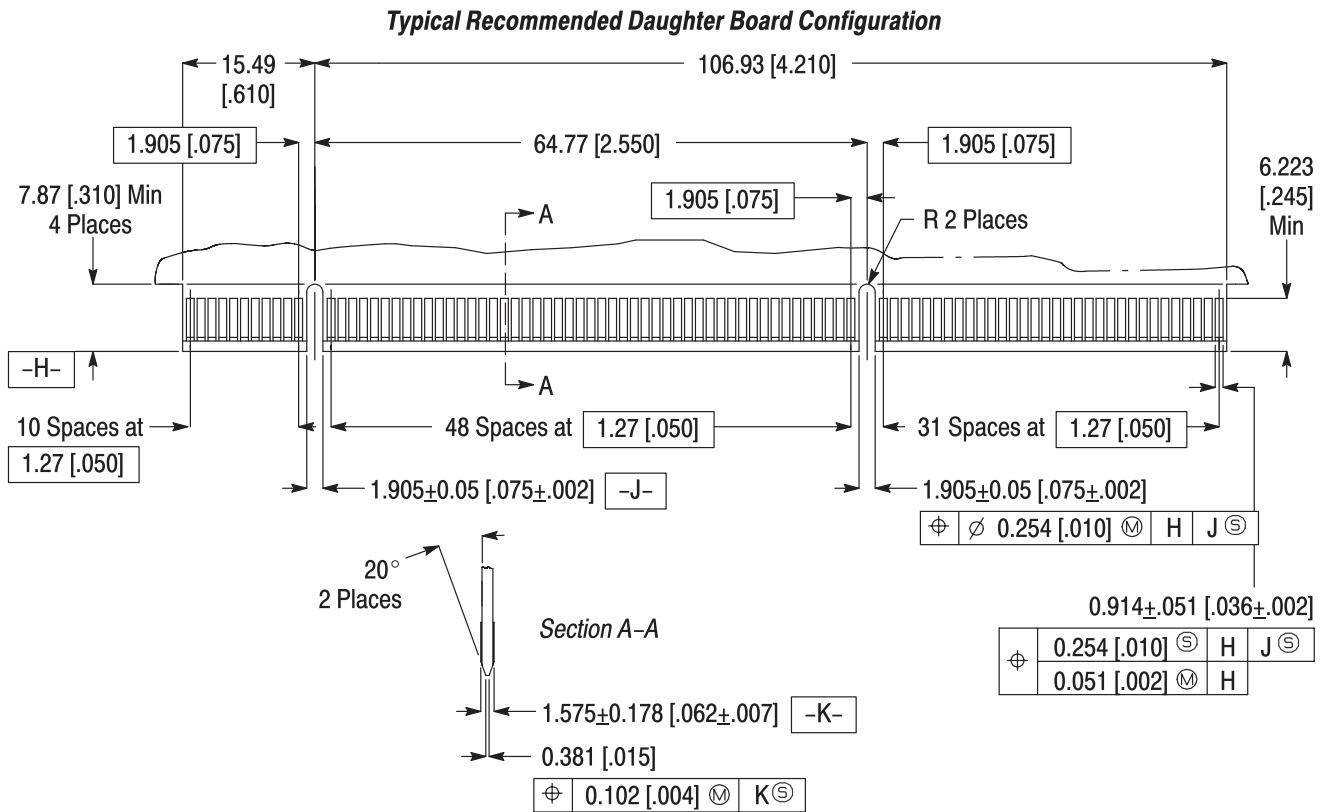 Typical Recommended Daughter Board Configuration
15.49
[.610]
106.93 [4.210]
1.905 [.075]
64.77 [2.550]
1.905 [.075]
7.87 [.310] Min
4 Places
1.905 [.075]
6.223
[.245]
Min
A
R 2 Places
–H–
A
10 Spaces at
1.27 [.050]
48 Spaces at 1.27 [.050]
31 Spaces at 1.27 [.050]
1.905±0.05 [.075±.002] –J–
1.905±0.05 [.075±.002]
⌖ ⌀ 0.254 [.010] Ⓜ H J Ⓢ
20°
2 Places
Section A–A
0.914±.051 [.036±.002]
⌖ 0.254 [.010] Ⓢ H J Ⓢ
0.051 [.002] Ⓜ H
1.575±0.178 [.062±.007] –K–
0.381 [.015]
⌖ 0.102 [.004] Ⓜ K Ⓢ